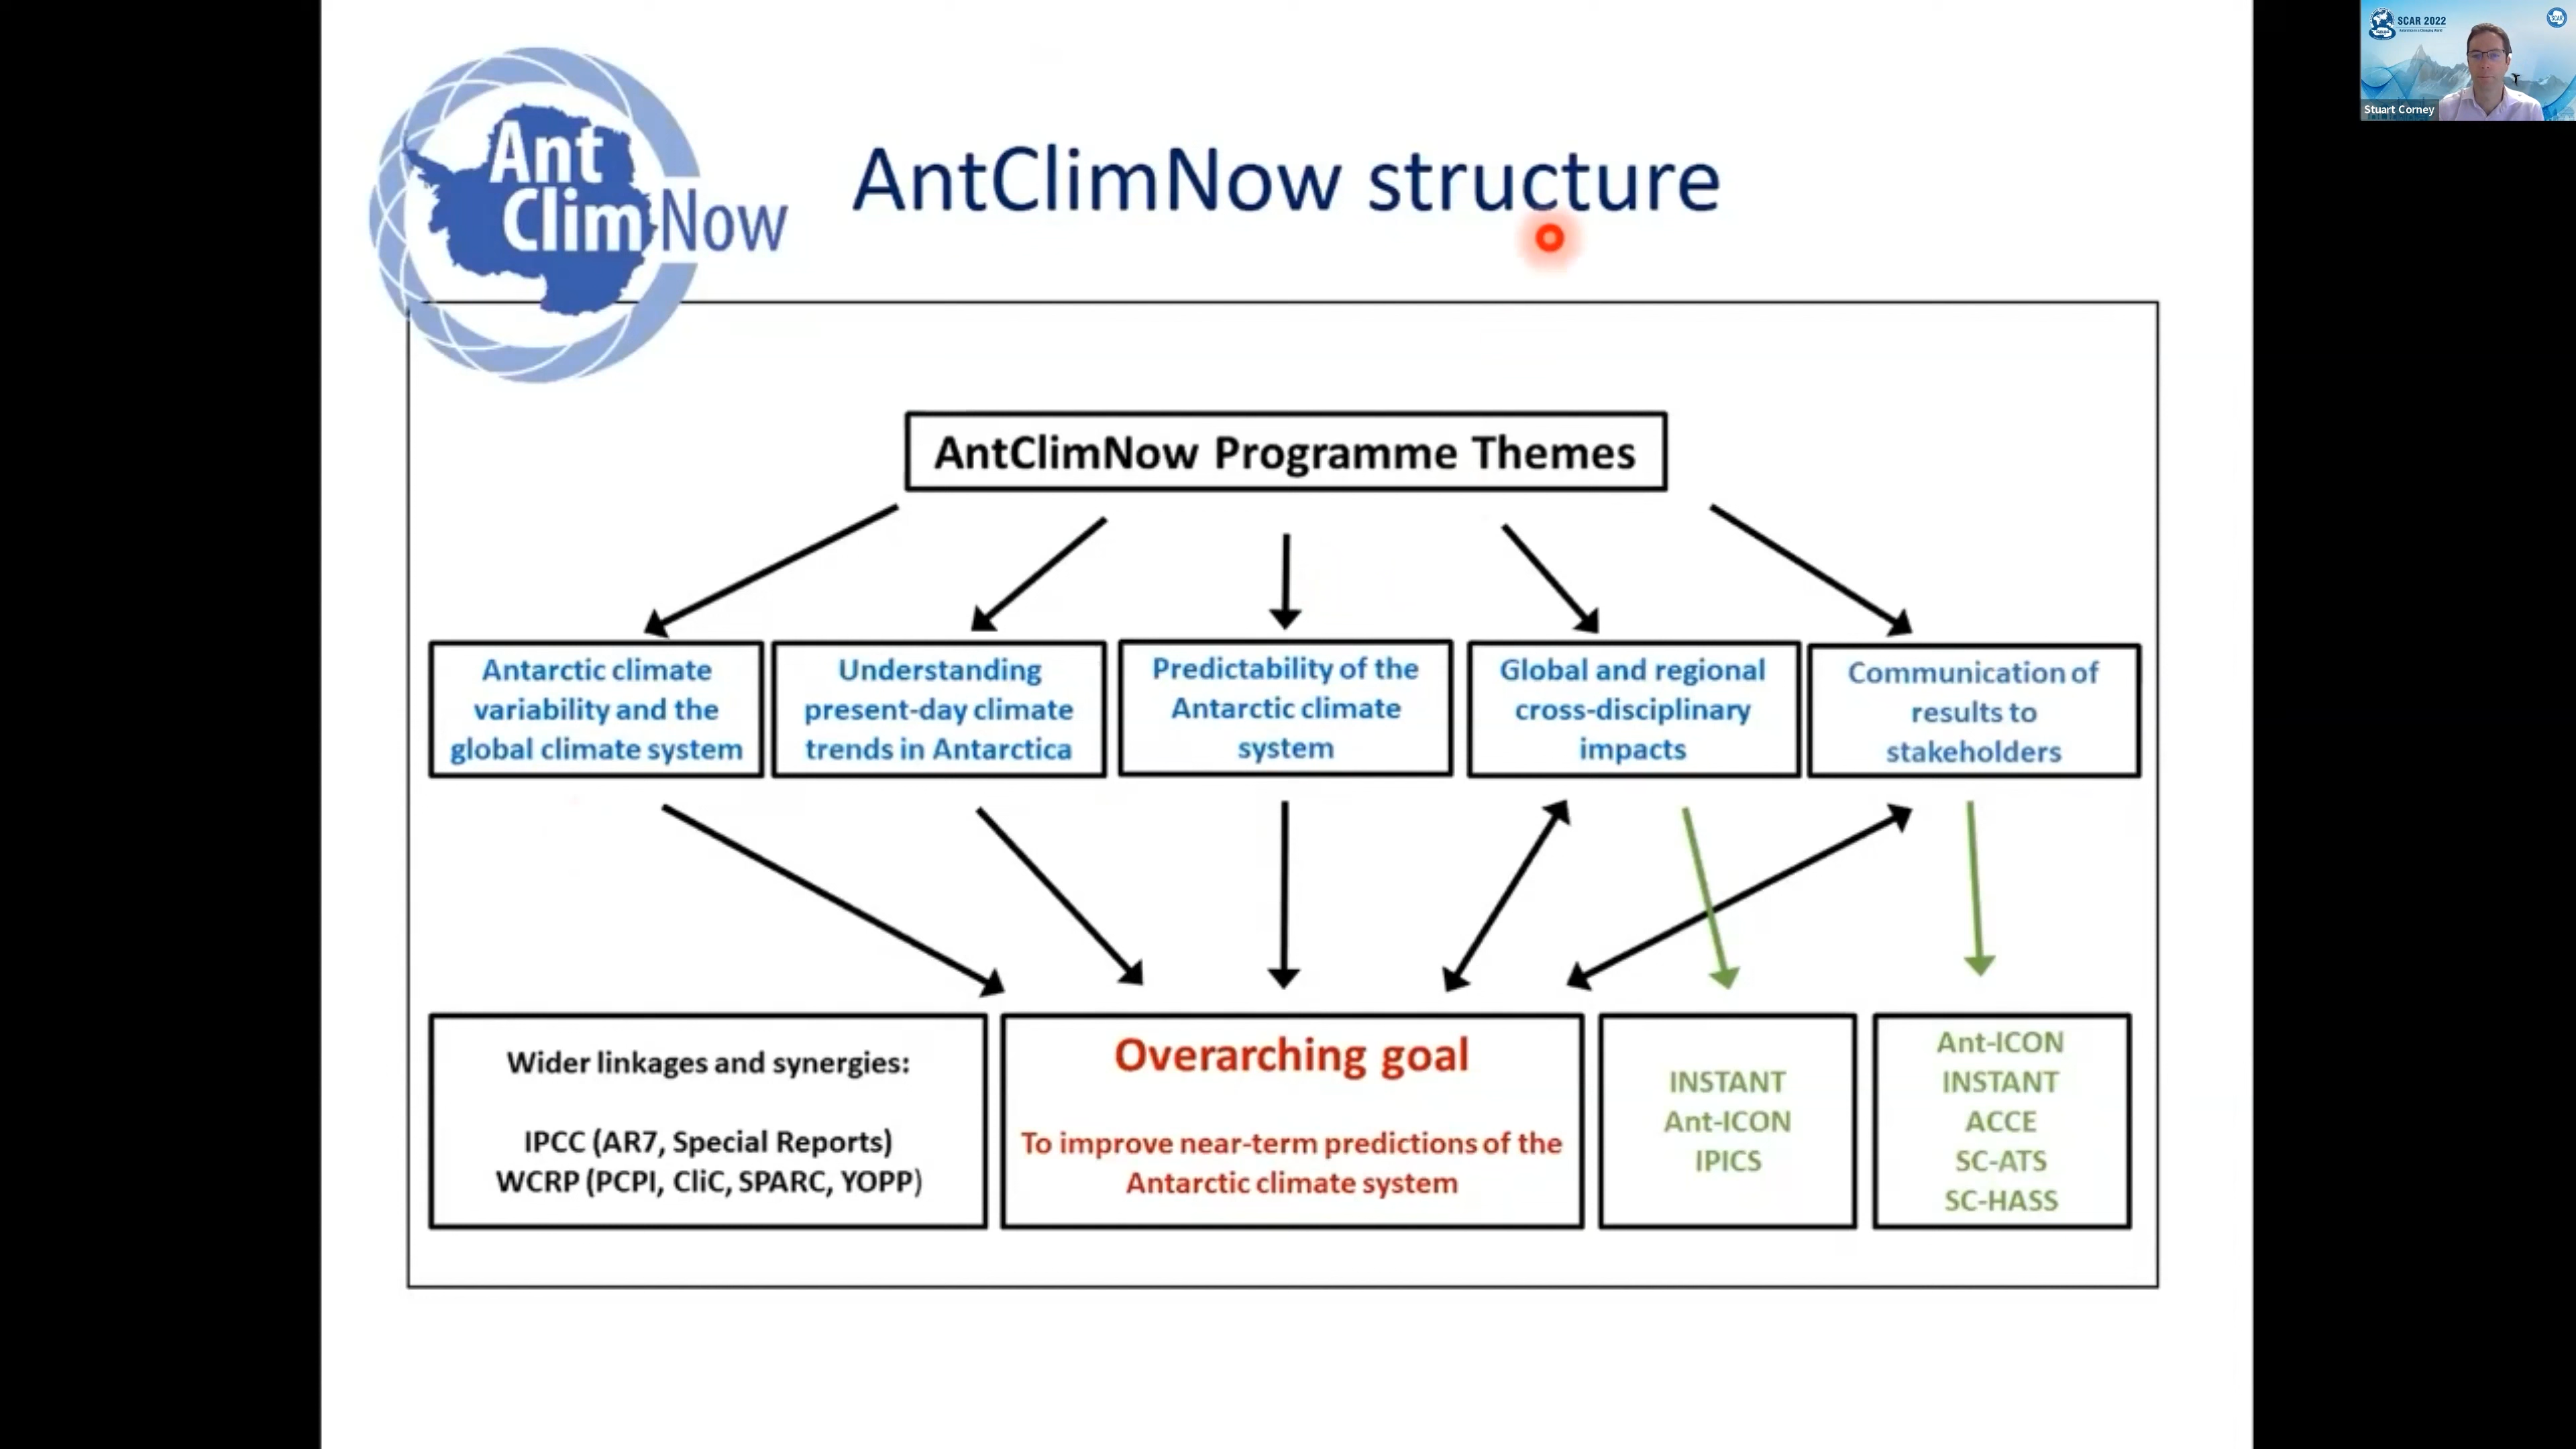 SCAR 2022
Stuart Corney
Ant
Clim Now
AntClimNow structure
AntClimNow Programme Themes
Antarctic climate
variability and the
global climate system
Understanding
present-day climate
trends in Antarctica
Predictability of the
Antarctic climate
system
Global and regional
cross-disciplinary
impacts
Communication of
results to
stakeholders
Wider linkages and synergies:
IPCC (AR7, Special Reports)
WCRP (PCPI, CliC, SPARC, YOPP)
Overarching goal
To improve near-term predictions of the
Antarctic climate system
INSTANT
Ant-ICON
IPICS
Ant-ICON
INSTANT
ACCE
SC-ATS
SC-HASS